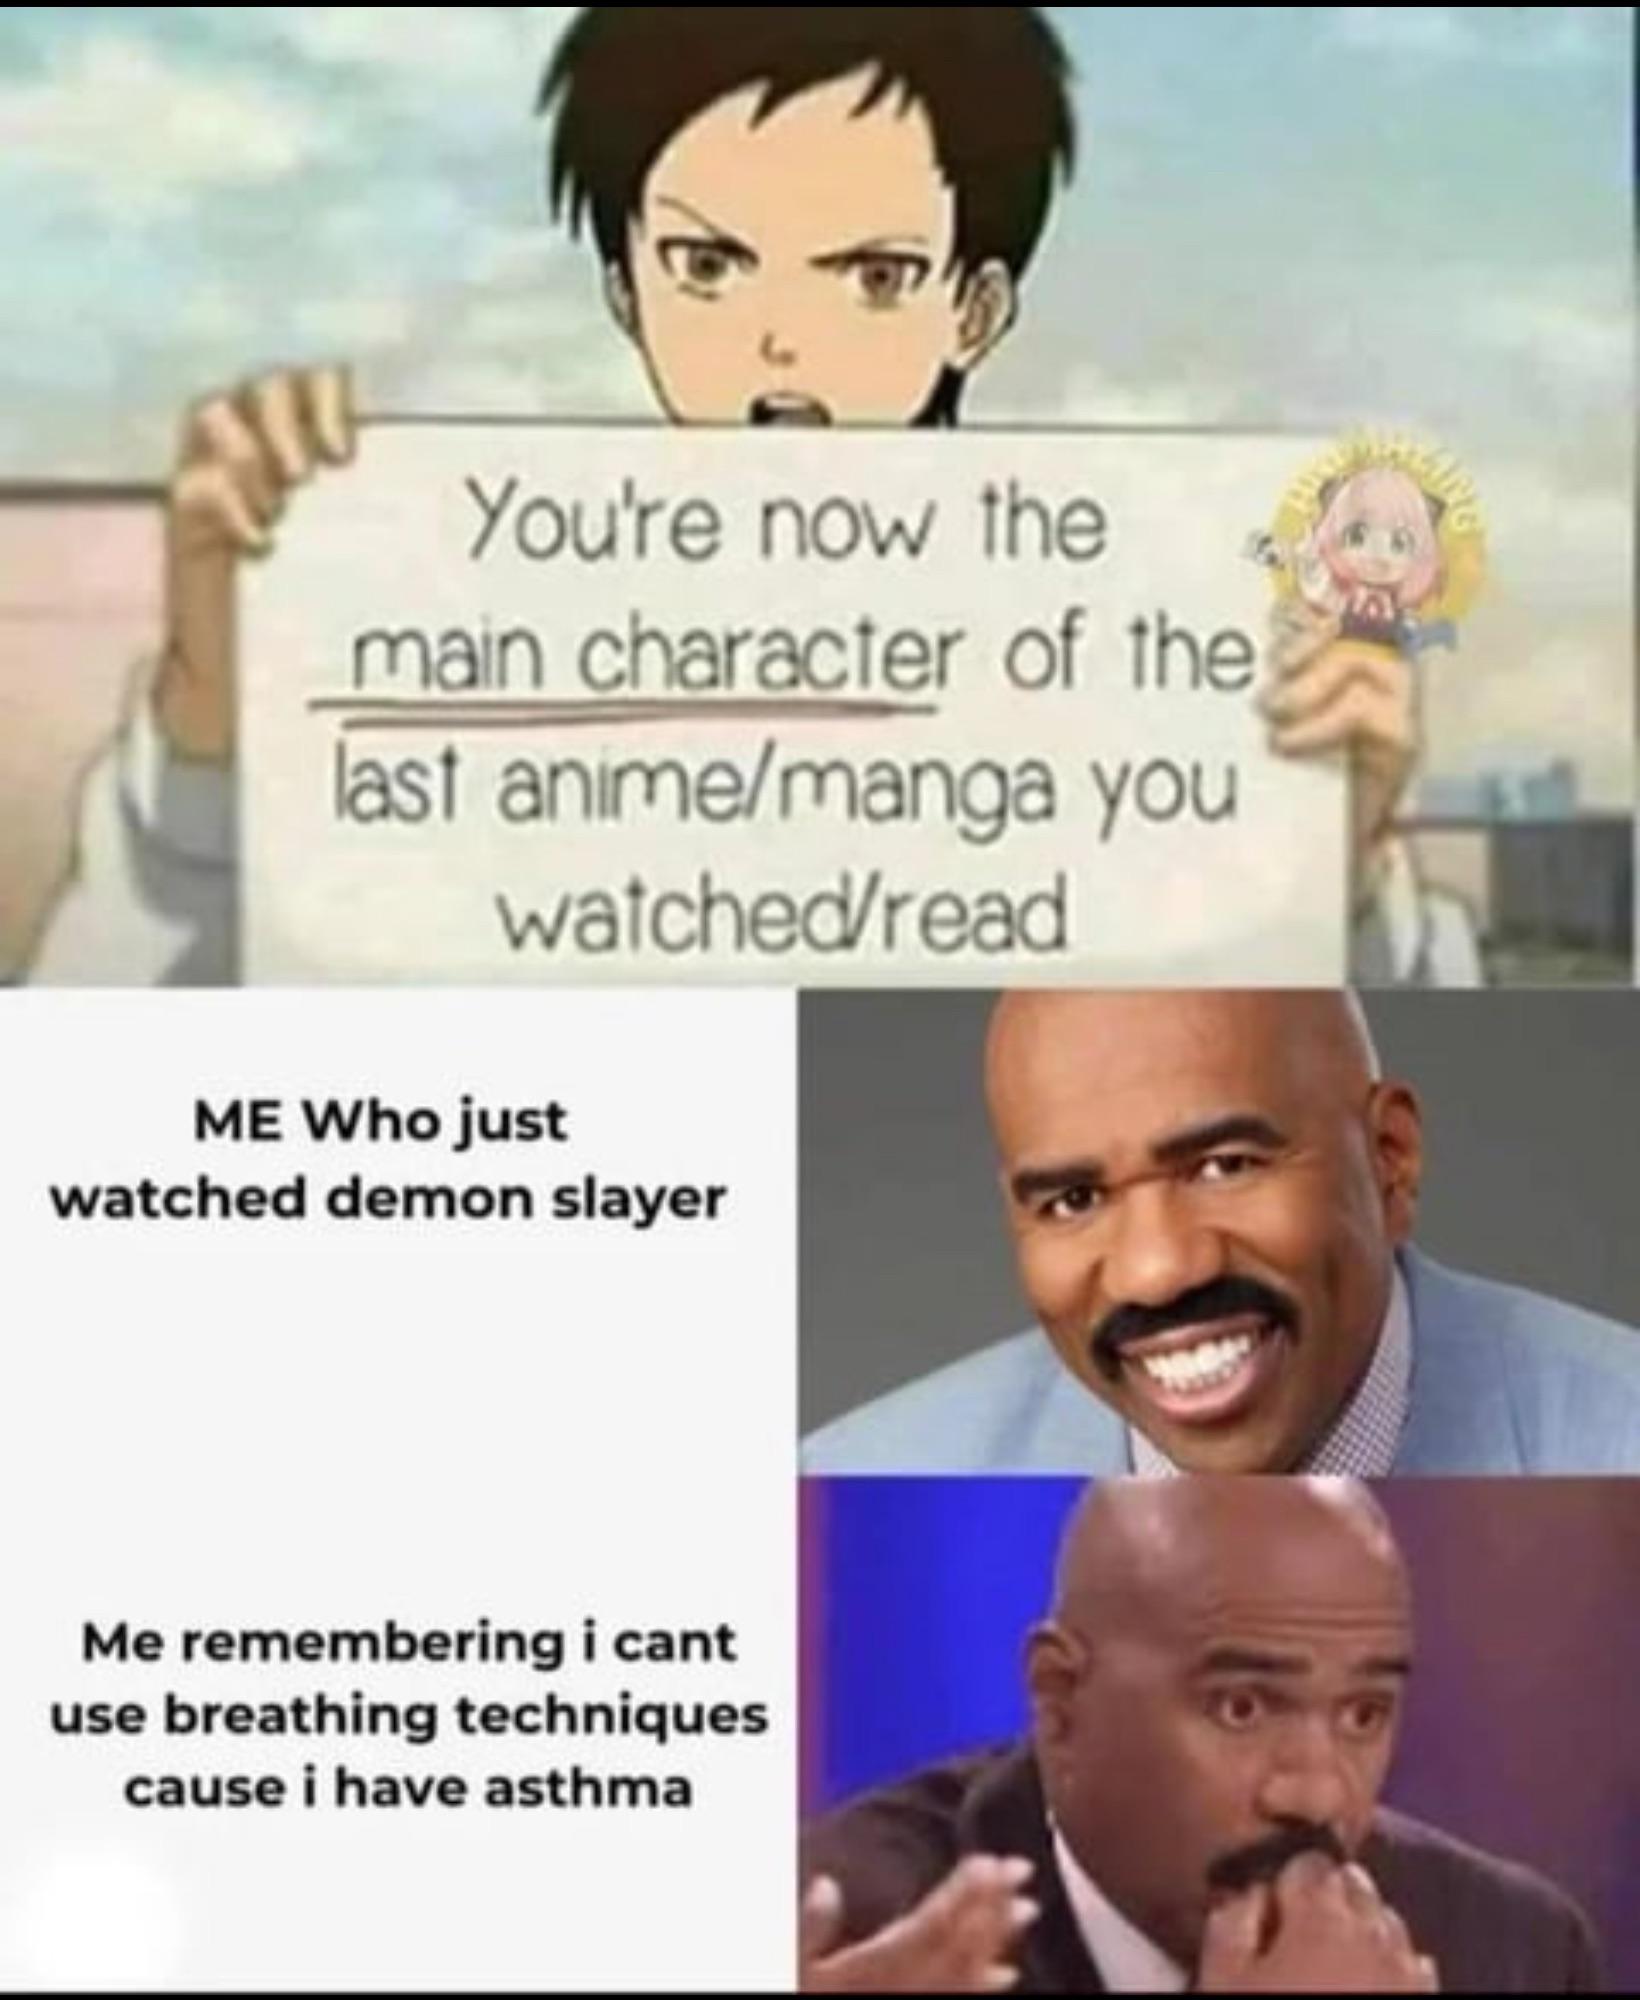 You're now the
main character of the
last anime/manga you
watched/read
ME Who just
watched demon slayer
Me remembering i cant
use breathing techniques
cause i have asthma